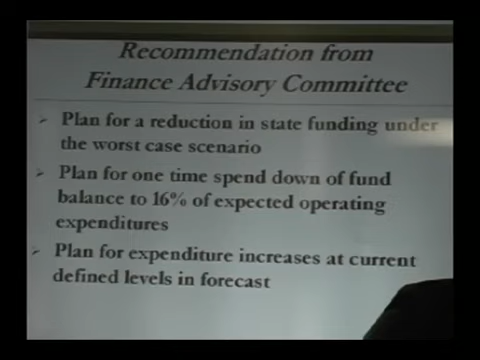 Recommendation from
Finance Advisory Committee
Plan for a reduction in state funding under
the worst case scenario
Plan for one time spend down of fund
balance to 16% of expected operating
expenditures
Plan for expenditure increases at current
defined levels in forecast